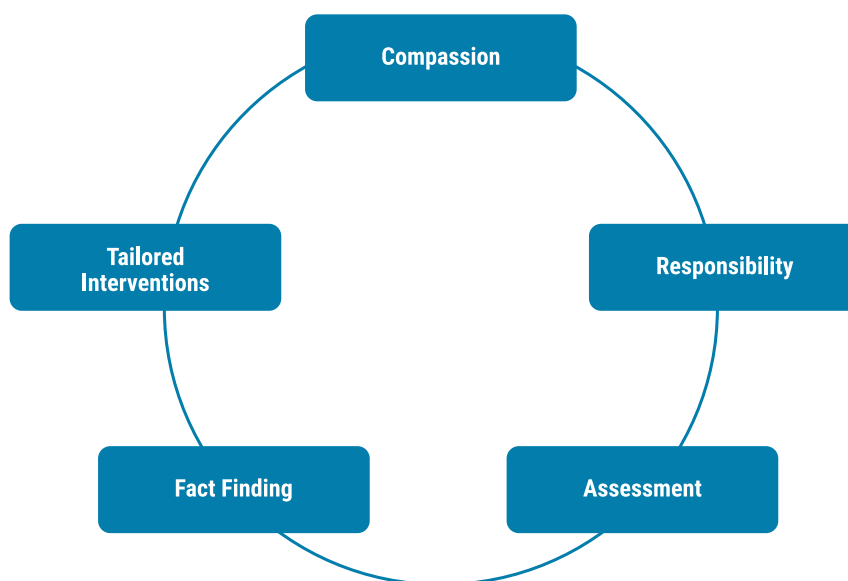 Compassion
Responsibility
Assessment
Fact Finding
Tailored
Interventions